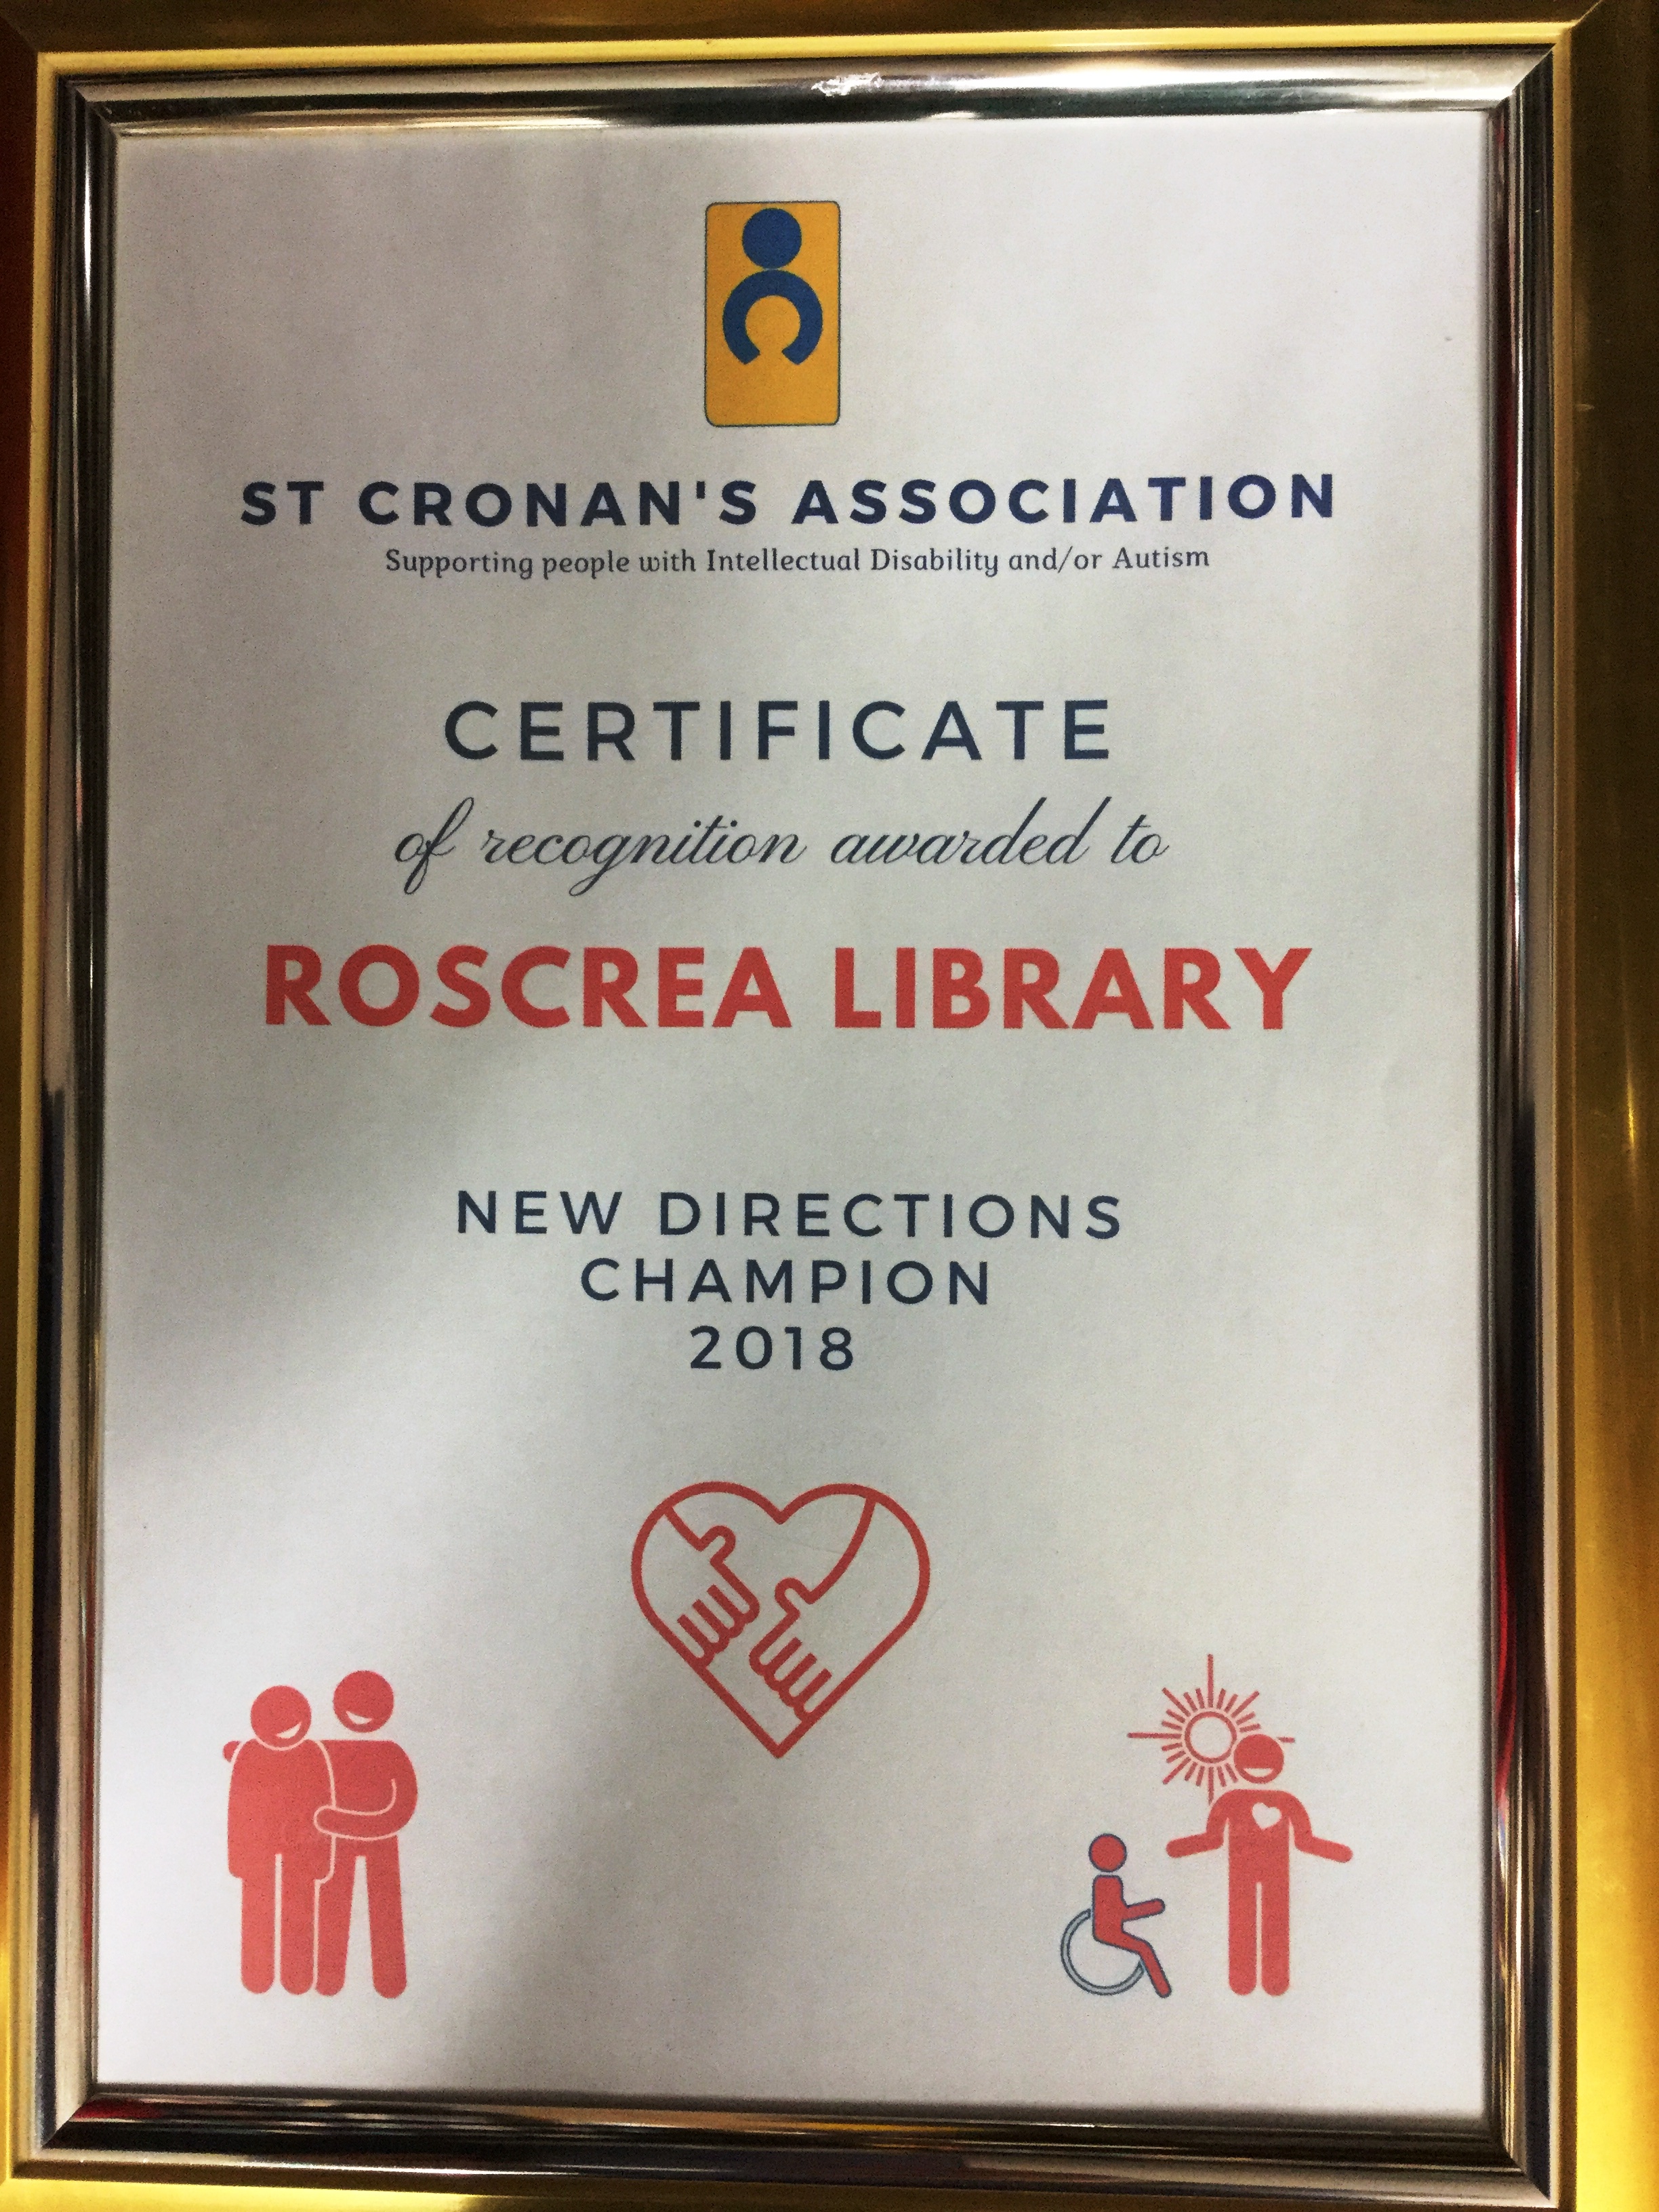 ST CRONAN'S ASSOCIATION
Supporting people with Intellectual Disability and/or Autism
CERTIFICATE
of recognition awarded to
ROSCREA LIBRARY
NEW DIRECTIONS
CHAMPION
2018